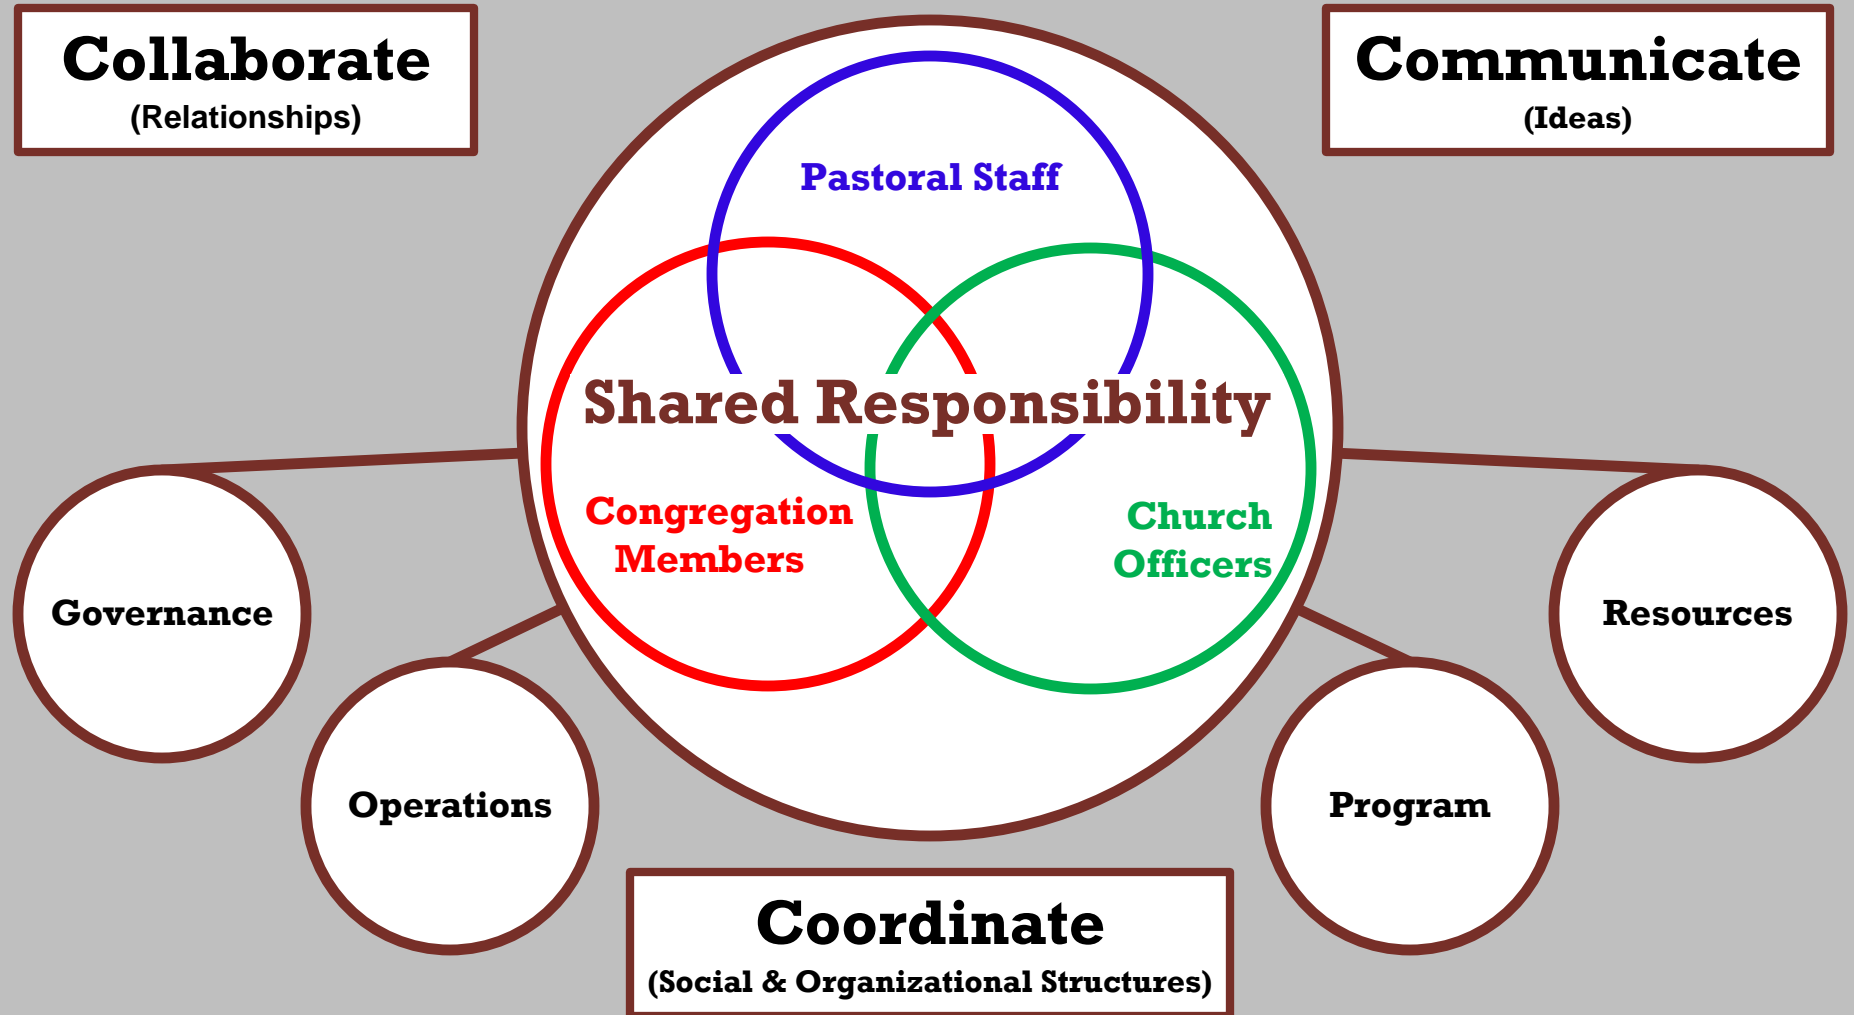 Collaborate
(Relationships)
Communicate
(Ideas)
Pastoral Staff
Shared Responsibility
Congregation
Members
Church
Officers
Governance
Resources
Operations
Program
Coordinate
(Social & Organizational Structures)